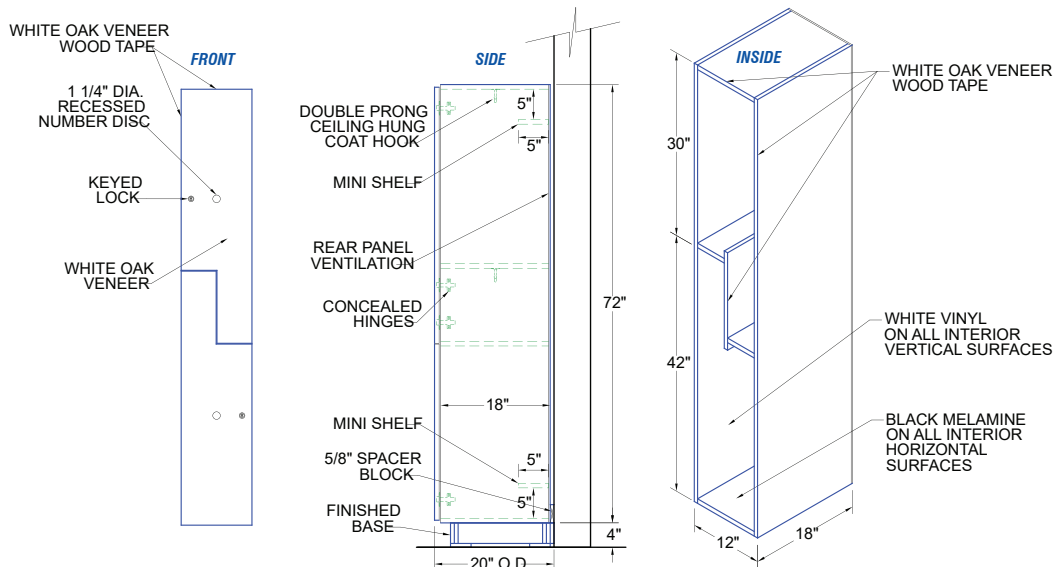 WHITE OAK VENEER
WOOD TAPE
FRONT
1 1/4" DIA.
RECESSED
NUMBER DISC
KEYED
LOCK
WHITE OAK
VENEER
SIDE
DOUBLE PRONG
CEILING HUNG
COAT HOOK
5"
5"
MINI SHELF
REAR PANEL
VENTILATION
CONCEALED
HINGES
72"
18"
MINI SHELF
5"
5/8" SPACER
BLOCK
5"
FINISHED
BASE
4"
20" O.D.
INSIDE
WHITE OAK VENEER
WOOD TAPE
30"
WHITE VINYL
ON ALL INTERIOR
VERTICAL SURFACES
42"
BLACK MELAMINE
ON ALL INTERIOR
HORIZONTAL
SURFACES
12"
18"